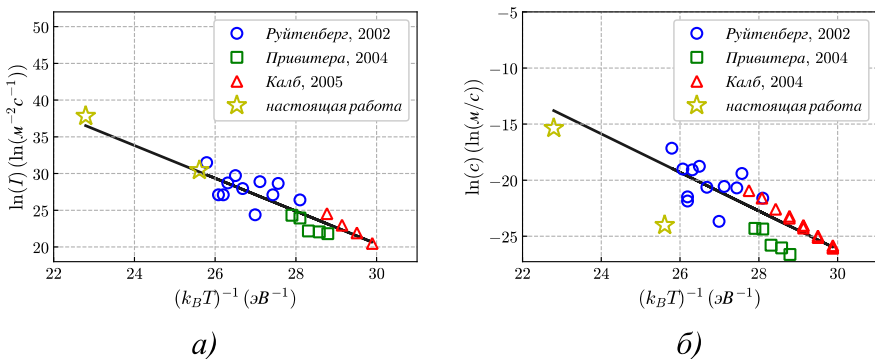 ln(I) (ln(м⁻²с⁻¹))
50
45
40
35
30
25
20
22 24 26 28 30
(k_BT)⁻¹ (эВ⁻¹)
Руйтенберг, 2002
Привитера, 2004
Калб, 2005
настоящая работа
а)
ln(c) (ln(м/с))
−5
−10
−15
−20
−25
22 24 26 28 30
(k_BT)⁻¹ (эВ⁻¹)
Руйтенберг, 2002
Привитера, 2004
Калб, 2004
настоящая работа
б)